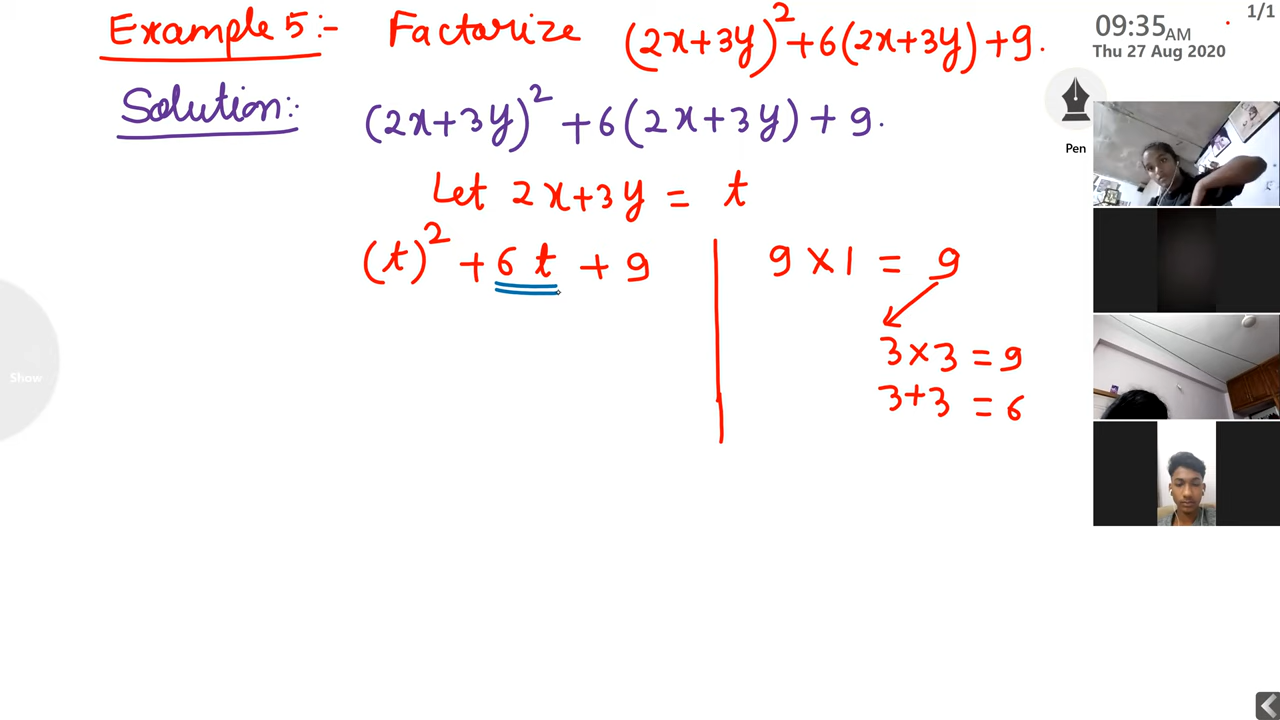 Example 5:- Factorize (2x+3y)²+6(2x+3y)+9.
Solution:- (2x+3y)²+6(2x+3y)+9.
Let 2x+3y = t
(t)²+6t+9
9×1 = 9
3×3=9
3+3=6
1/1
09:35AM
Thu 27 Aug 2020
Pen
Show